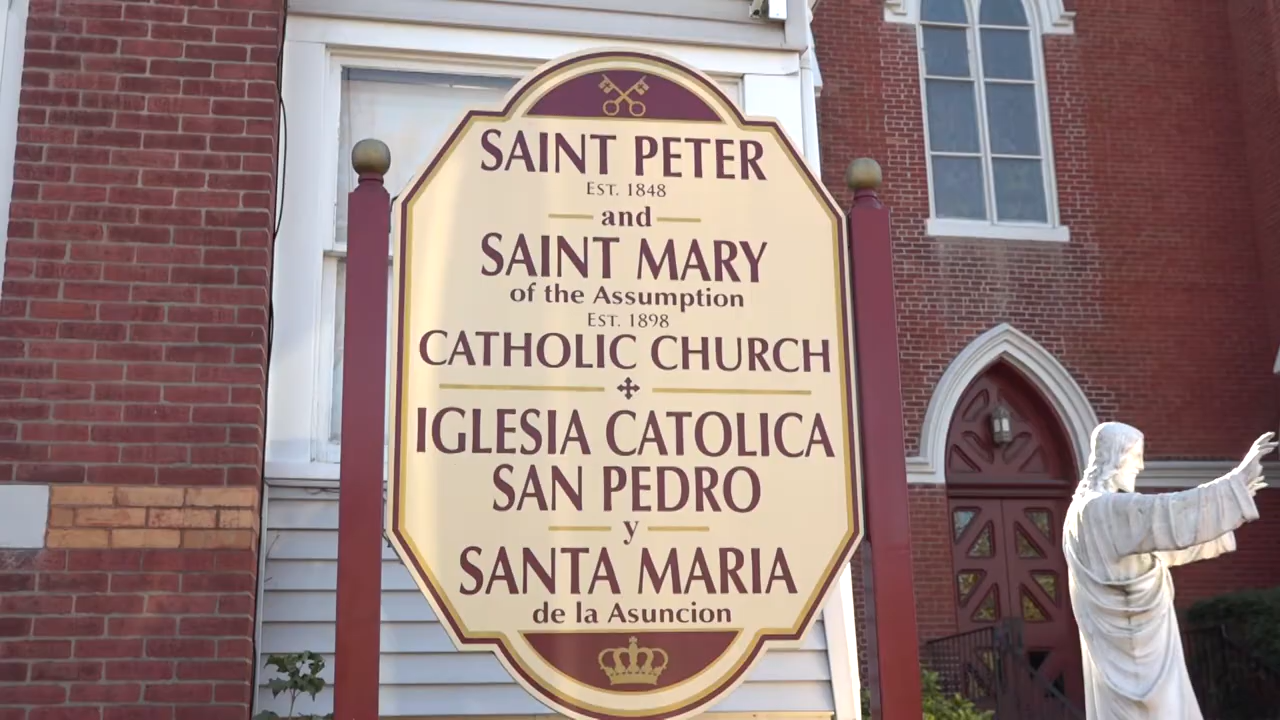 SAINT PETER
EST. 1848
and
SAINT MARY
of the Assumption
EST. 1898
CATHOLIC CHURCH
IGLESIA CATOLICA
SAN PEDRO
y
SANTA MARIA
de la Asuncion